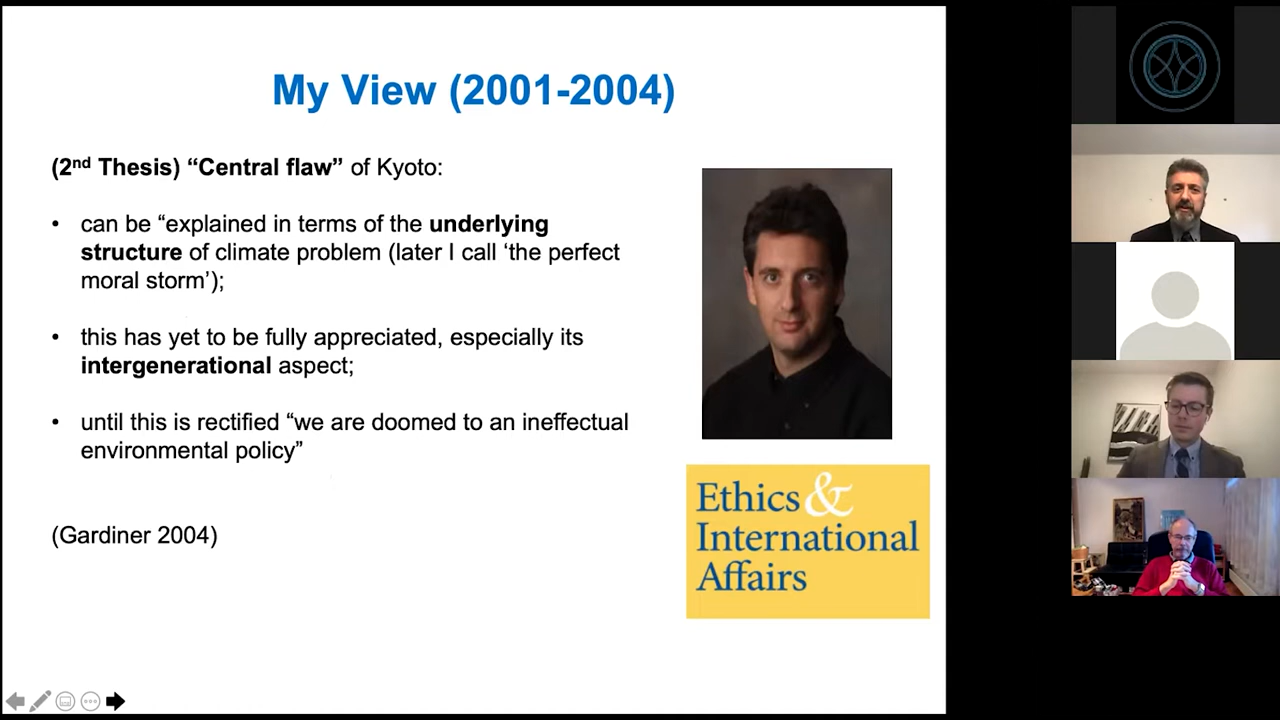 My View (2001-2004)
(2nd Thesis) “Central flaw” of Kyoto:
• can be “explained in terms of the underlying
structure of climate problem (later I call ‘the perfect
moral storm’);
• this has yet to be fully appreciated, especially its
intergenerational aspect;
• until this is rectified “we are doomed to an ineffectual
environmental policy”
(Gardiner 2004)
Ethics &
International
Affairs